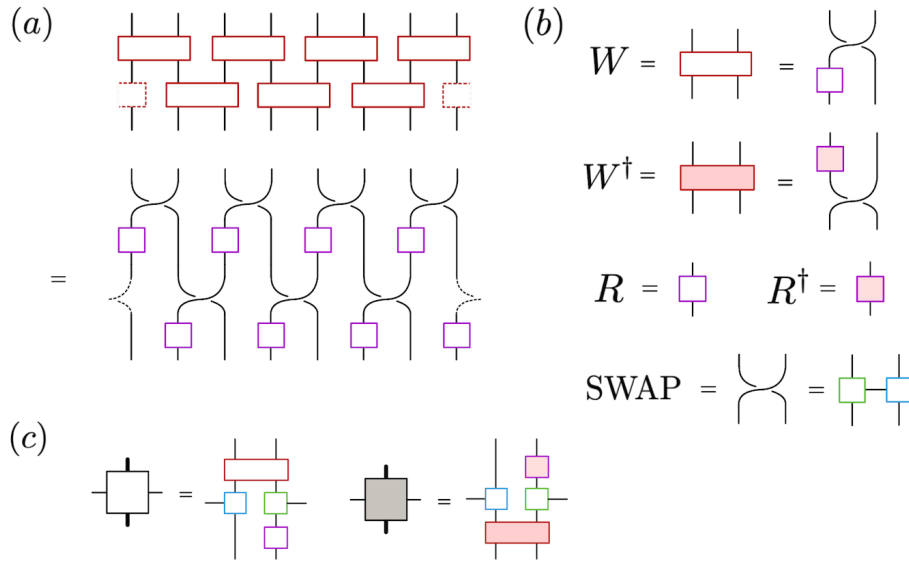 (a)
=
(b)
W = =
W† = =
R = R† =
SWAP = =
(c)
= =